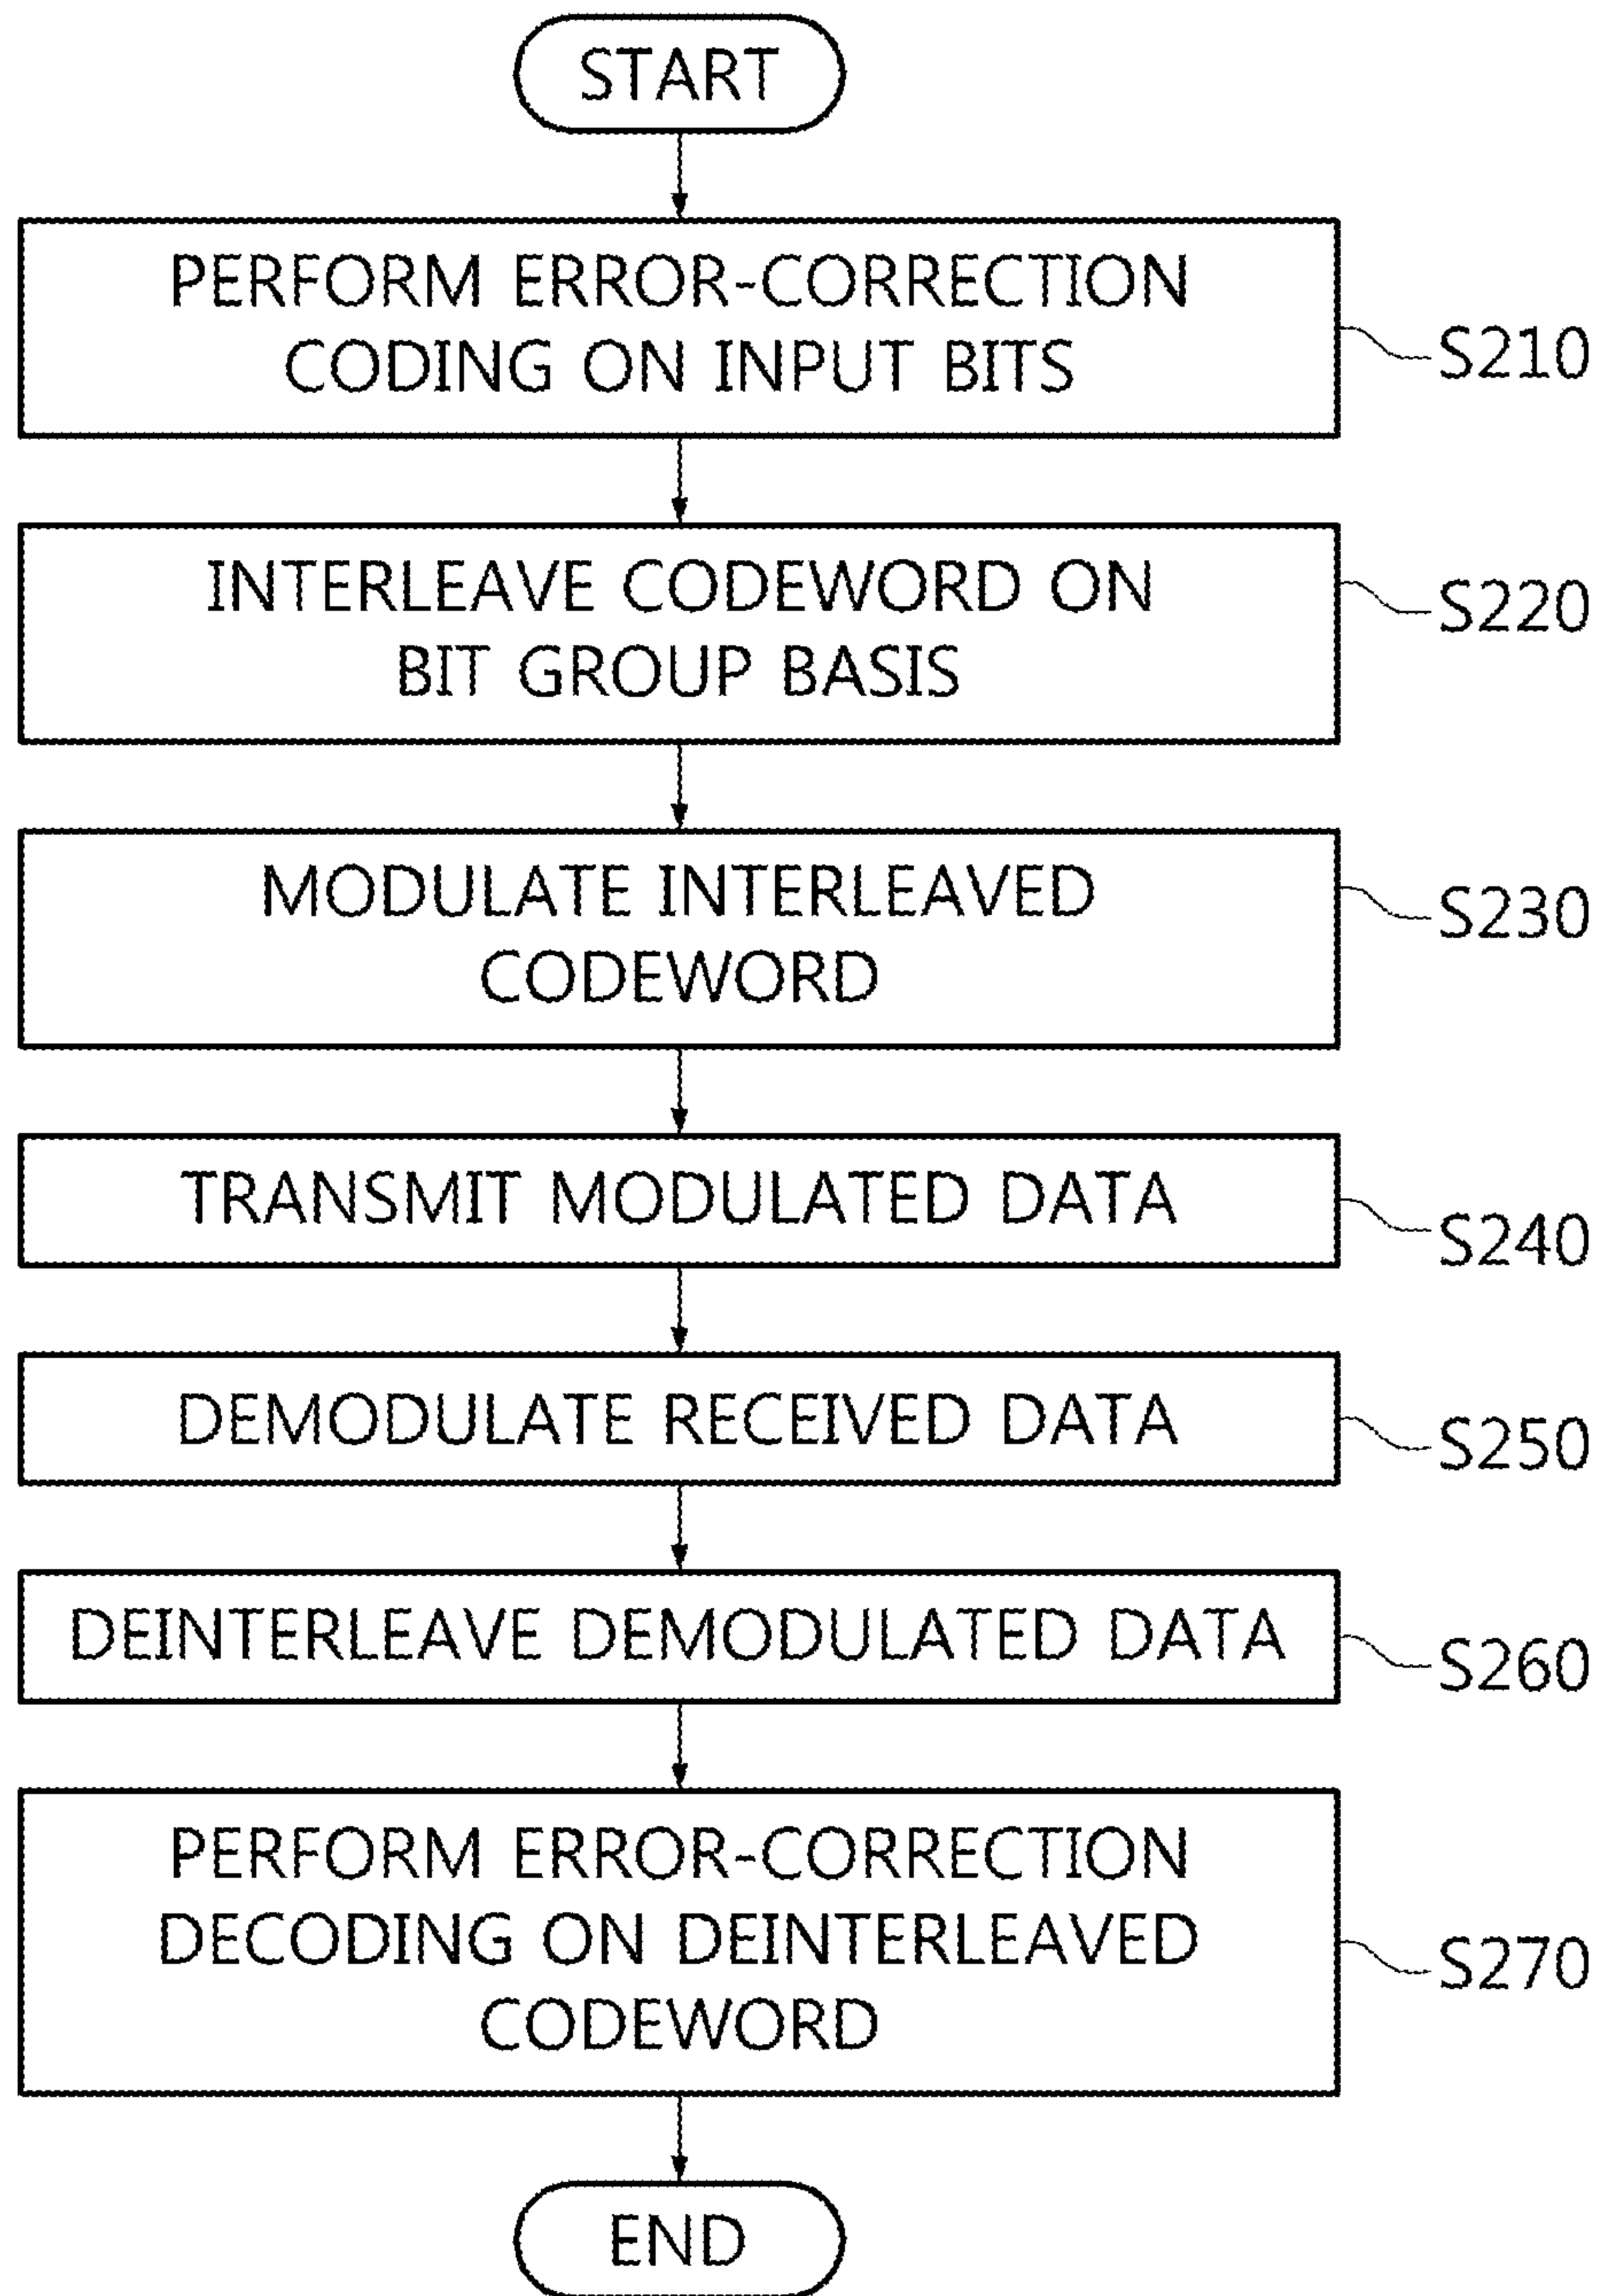 START
PERFORM ERROR-CORRECTION
CODING ON INPUT BITS
S210
INTERLEAVE CODEWORD ON
BIT GROUP BASIS
S220
MODULATE INTERLEAVED
CODEWORD
S230
TRANSMIT MODULATED DATA
S240
DEMODULATE RECEIVED DATA
S250
DEINTERLEAVE DEMODULATED DATA
S260
PERFORM ERROR-CORRECTION
DECODING ON DEINTERLEAVED
CODEWORD
S270
END